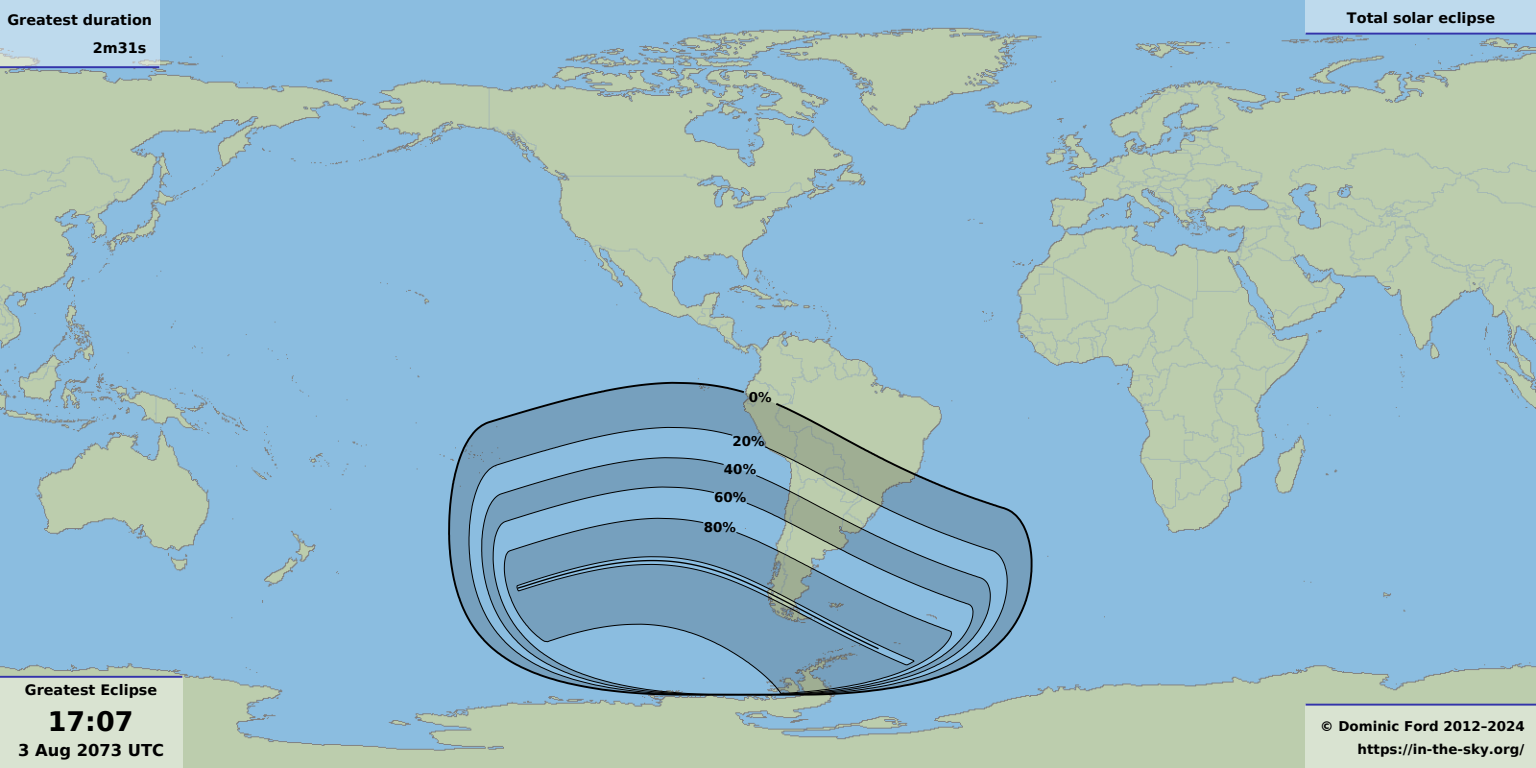 Greatest duration
2m31s
Total solar eclipse
0%
20%
40%
60%
80%
Greatest Eclipse
17:07
3 Aug 2073 UTC
© Dominic Ford 2012–2024
https://in-the-sky.org/